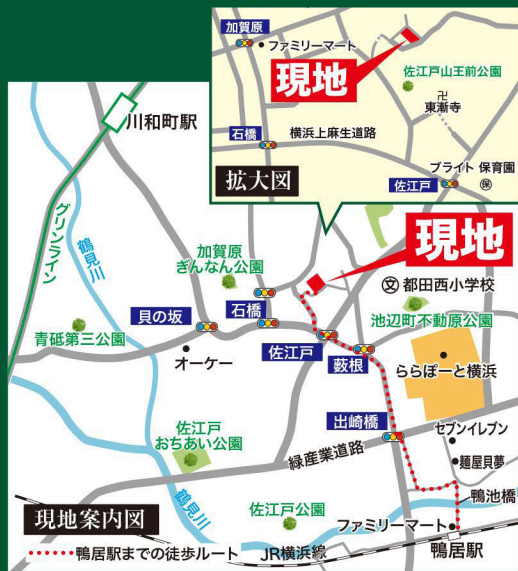 加賀原
ファミリーマート
現地
佐江戸山王前公園
卍
東漸寺
石橋
横浜上麻生道路
ブライト保育園
保
佐江戸
拡大図
川和町駅
グリンライン
鶴見川
加賀原
ぎんなん公園
現地
文 都田西小学校
池辺町不動原公園
石橋
貝の坂
青砥第三公園
オーケー
佐江戸
薮根
ららぽーと横浜
出崎橋
セブンイレブン
佐江戸
おちあい公園
緑産業道路
麺屋貝夢
鴨池橋
鶴見川
佐江戸公園
現地案内図
ファミリーマート
鴨居駅までの徒歩ルート
JR横浜線
鴨居駅